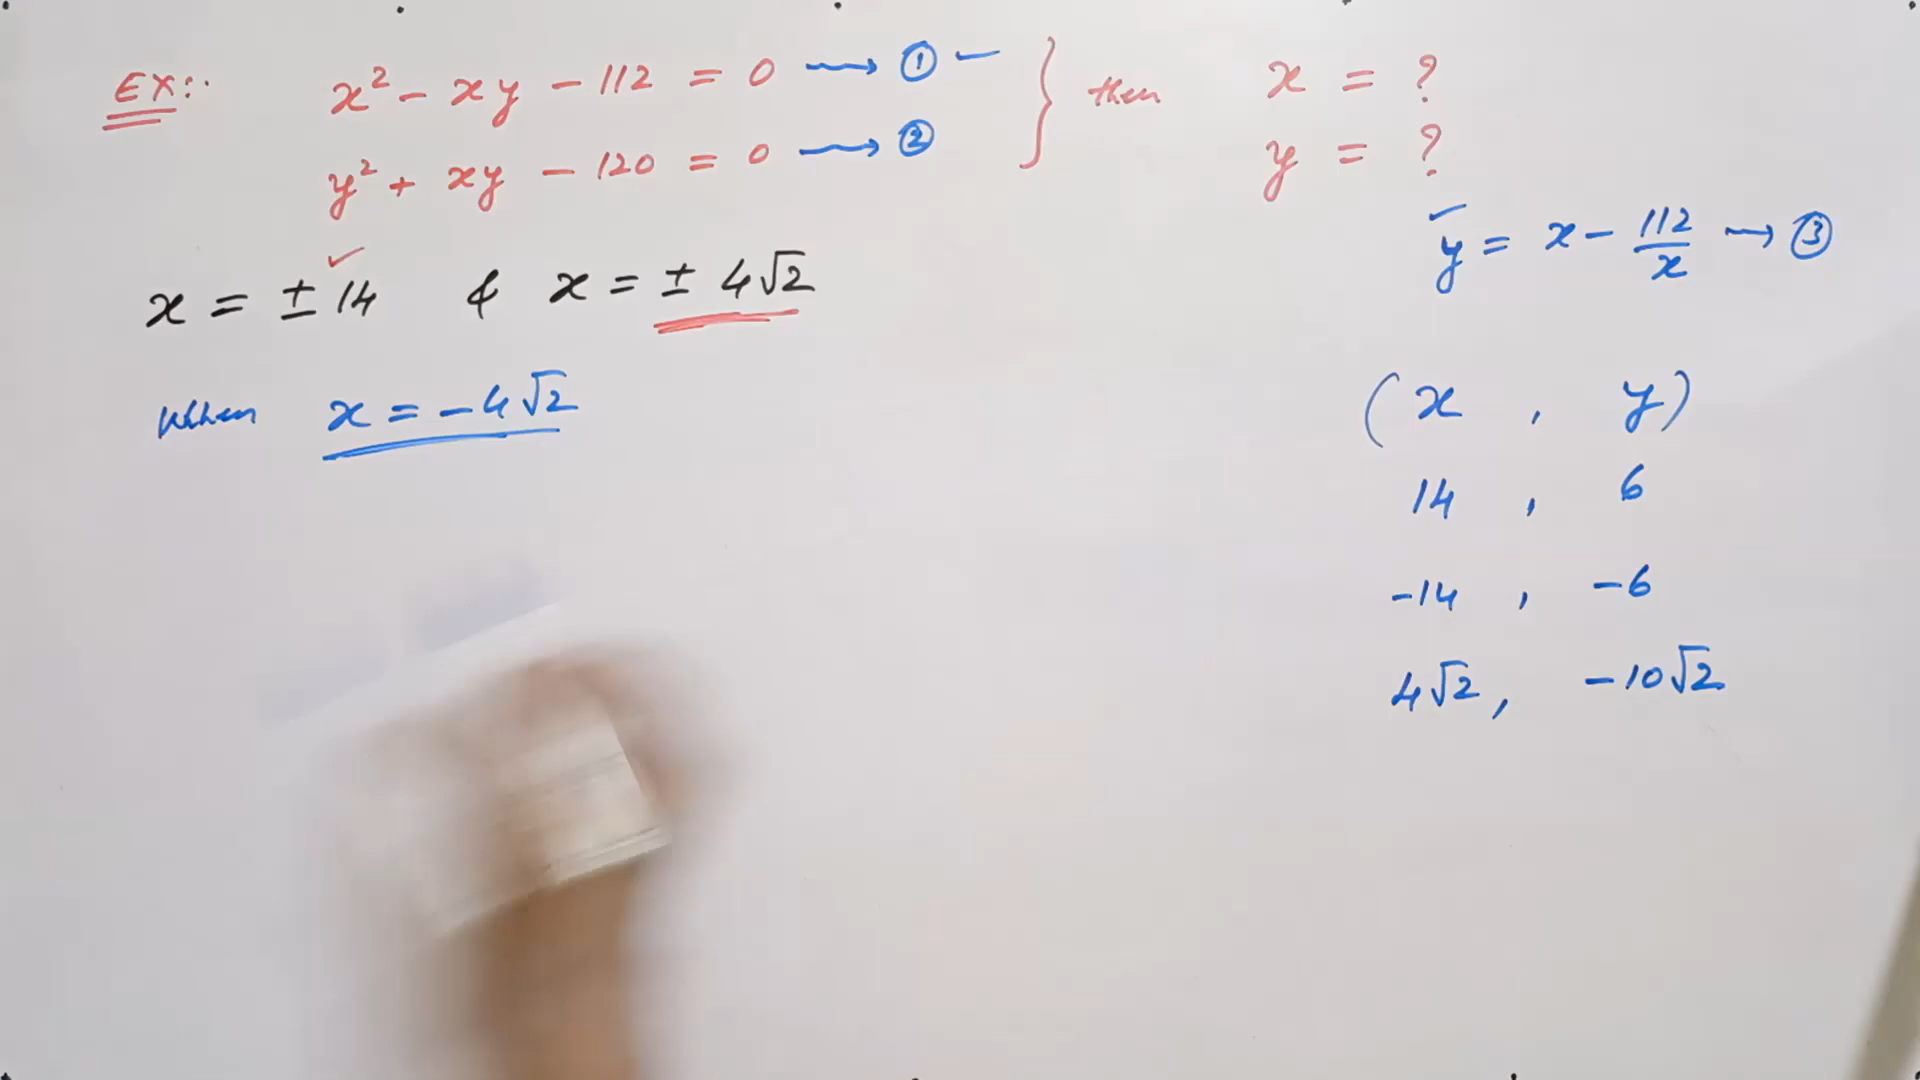 EX:- x² - xy - 112 = 0 → ① } then x = ?
y² + xy - 120 = 0 → ② y = ?
y = x - 112/x → ③
x = ± 14 & x = ± 4√2
When x = -4√2
(x , y)
14 , 6
-14 , -6
4√2 , -10√2